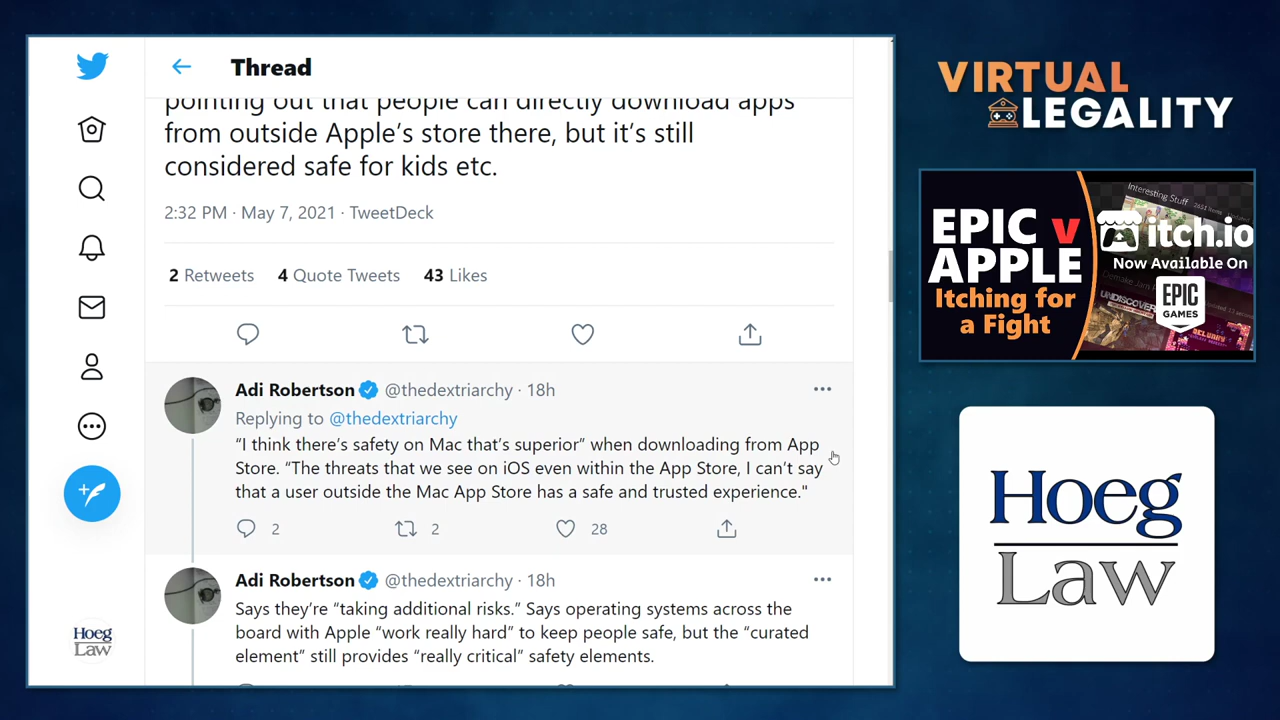 Thread
pointing out that people can directly download apps
from outside Apple's store there, but it's still
considered safe for kids etc.
2:32 PM · May 7, 2021 · TweetDeck
2 Retweets 4 Quote Tweets 43 Likes
Adi Robertson @thedextriarchy · 18h
Replying to @thedextriarchy
“I think there's safety on Mac that's superior” when downloading from App
Store. “The threats that we see on iOS even within the App Store, I can't say
that a user outside the Mac App Store has a safe and trusted experience."
2 2 28
Adi Robertson @thedextriarchy · 18h
Says they're “taking additional risks.” Says operating systems across the
board with Apple “work really hard” to keep people safe, but the “curated
element” still provides “really critical” safety elements.
Hoeg
Law
VIRTUAL
LEGALITY
EPIC v
APPLE
Itching for
a Fight
Interesting Stuff
itch.io
Now Available On
EPIC
GAMES
Hoeg
Law